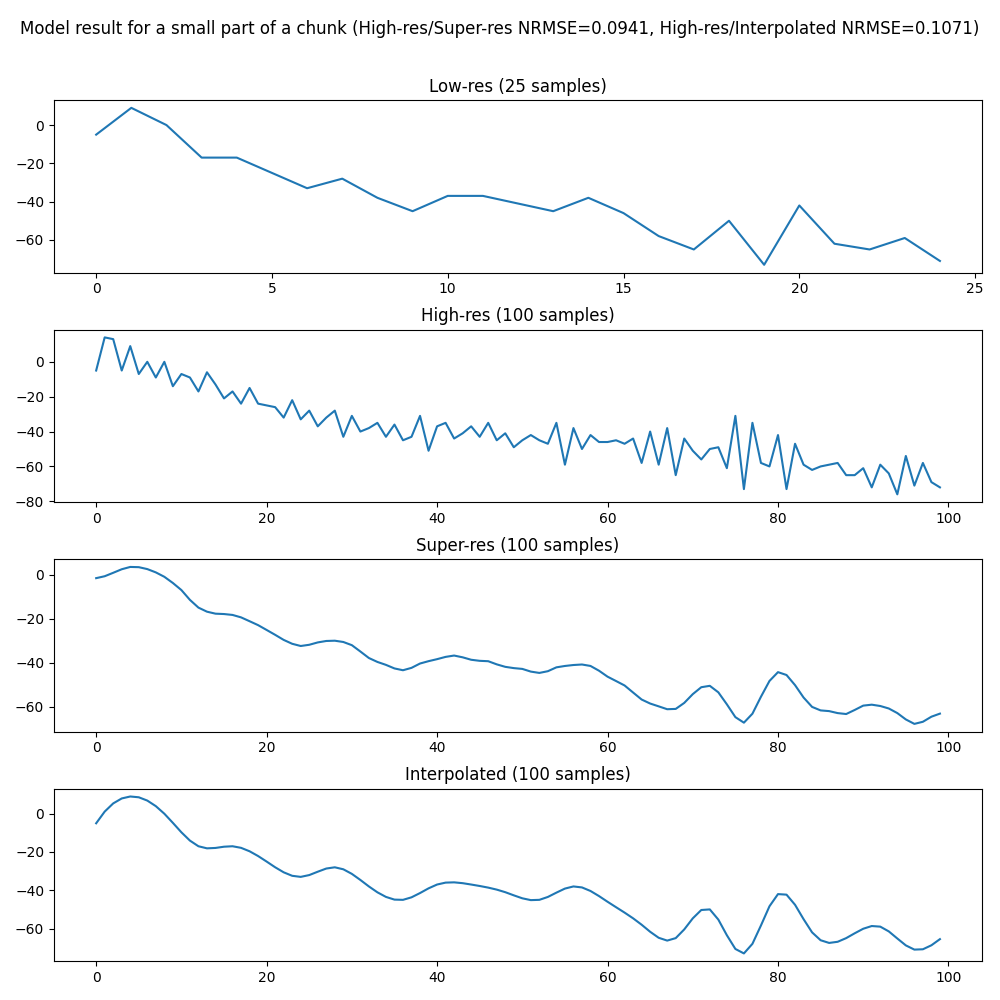 Model result for a small part of a chunk (High-res/Super-res NRMSE=0.0941, High-res/Interpolated NRMSE=0.1071)
Low-res (25 samples)
0
−20
−40
−60
0 5 10 15 20 25
High-res (100 samples)
0
−20
−40
−60
−80
0 20 40 60 80 100
Super-res (100 samples)
0
−20
−40
−60
0 20 40 60 80 100
Interpolated (100 samples)
0
−20
−40
−60
0 20 40 60 80 100